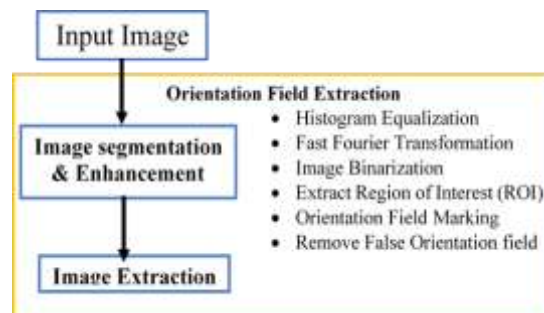 Input Image
Orientation Field Extraction
• Histogram Equalization
• Fast Fourier Transformation
• Image Binarization
• Extract Region of Interest (ROI)
• Orientation Field Marking
• Remove False Orientation field
Image segmentation
& Enhancement
Image Extraction